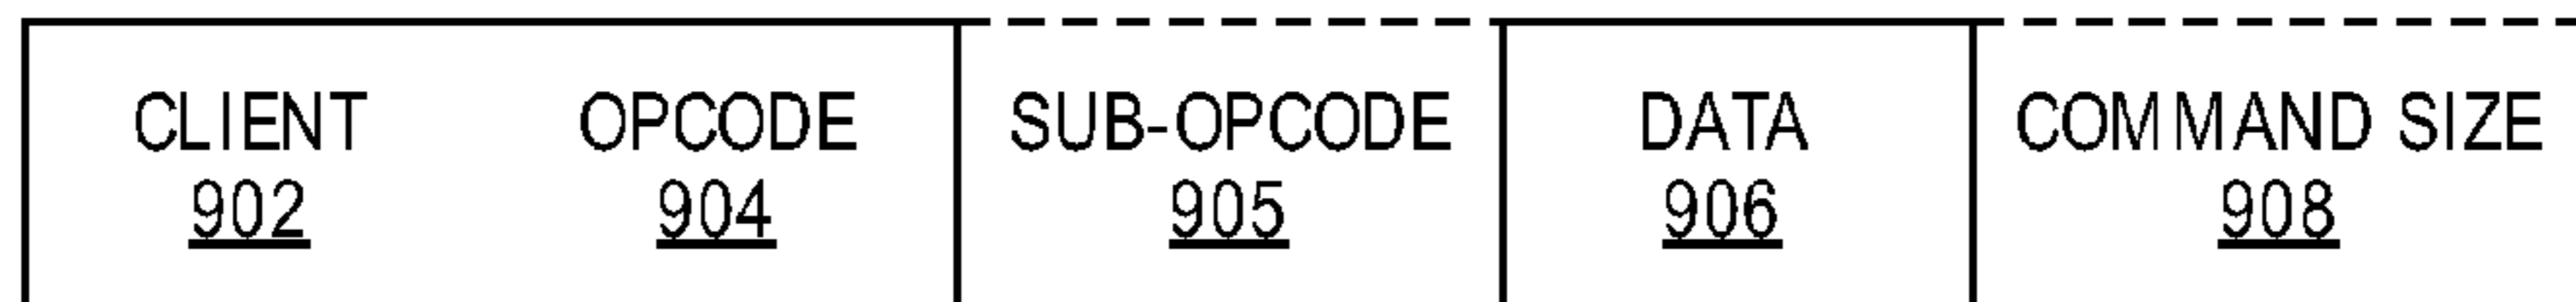 CLIENT OPCODE SUB-OPCODE DATA COMMAND SIZE
902 904 905 906 908